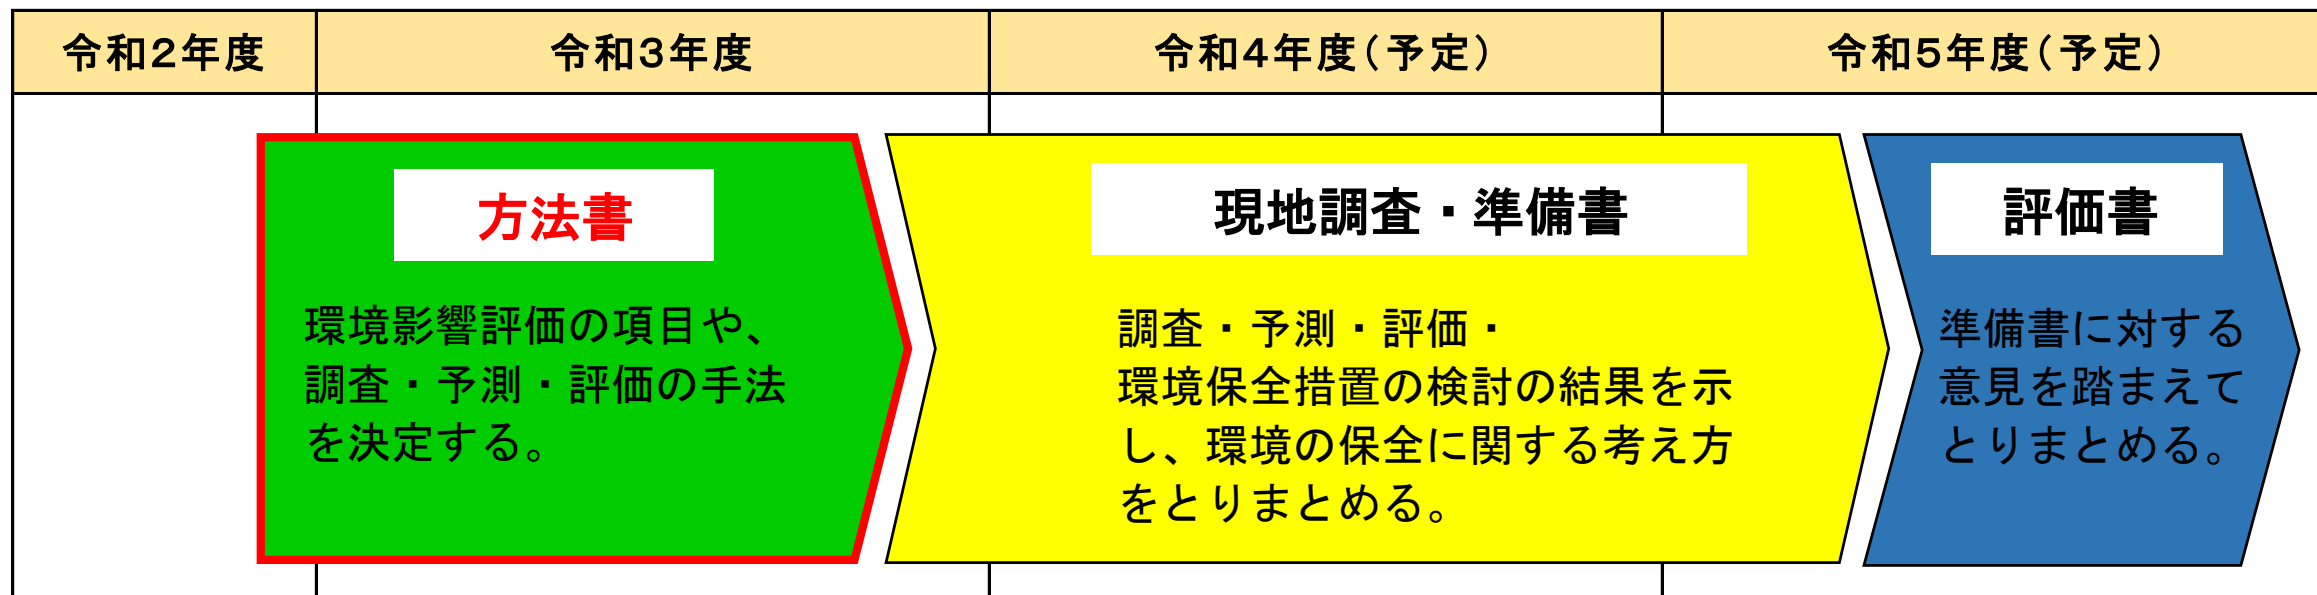 令和2年度
令和3年度
令和4年度(予定)
令和5年度(予定)
方法書
環境影響評価の項目や、
調査・予測・評価の手法
を決定する。
現地調査・準備書
調査・予測・評価・
環境保全措置の検討の結果を示
し、環境の保全に関する考え方
をとりまとめる。
評価書
準備書に対する
意見を踏まえて
とりまとめる。